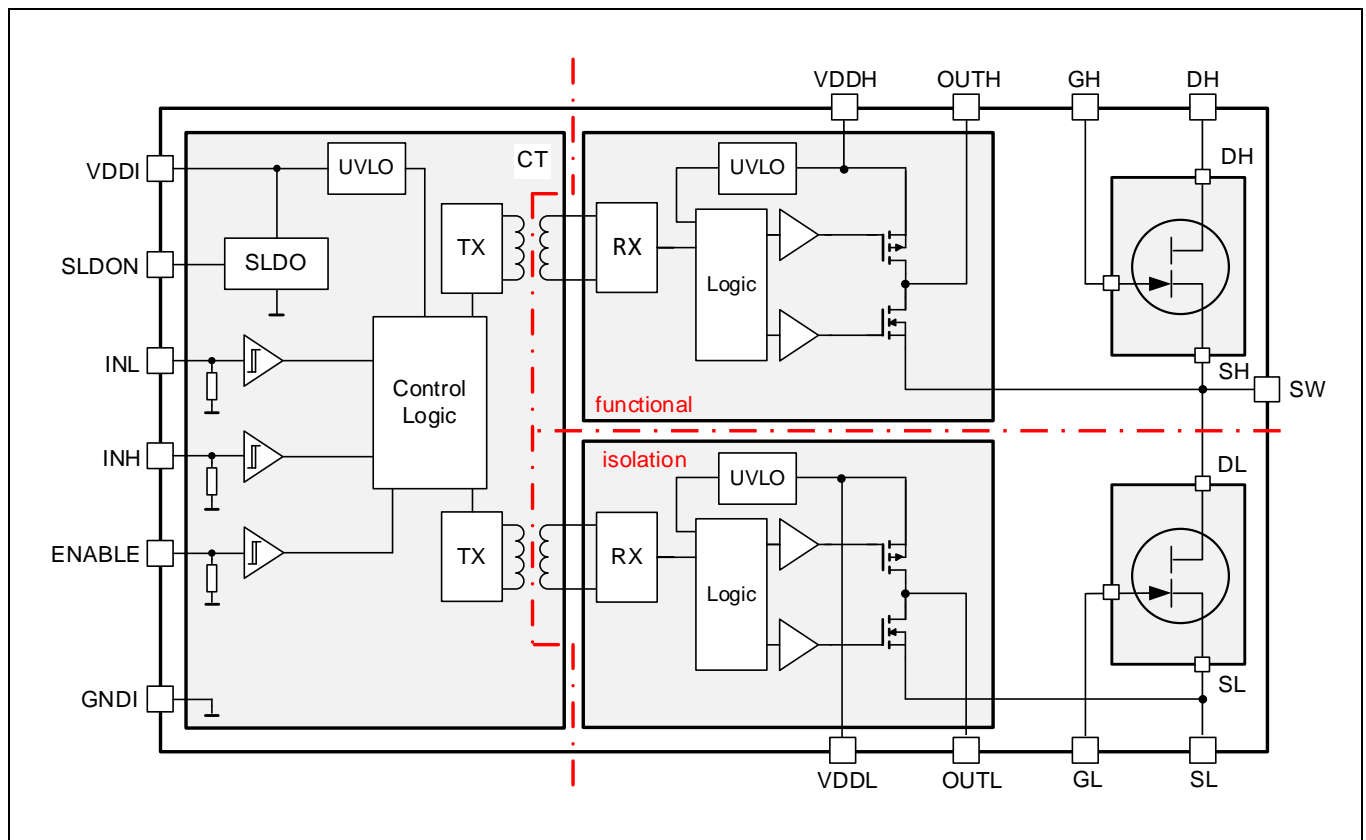 VDDH
OUTH
GH
DH
VDDI
UVLO
CT
UVLO
DH
TX
RX
Logic
SLDON
SLDO
INL
Control
Logic
SH
SW
functional
INH
isolation
DL
UVLO
ENABLE
TX
RX
Logic
SL
GNDI
VDDL
OUTL
GL
SL